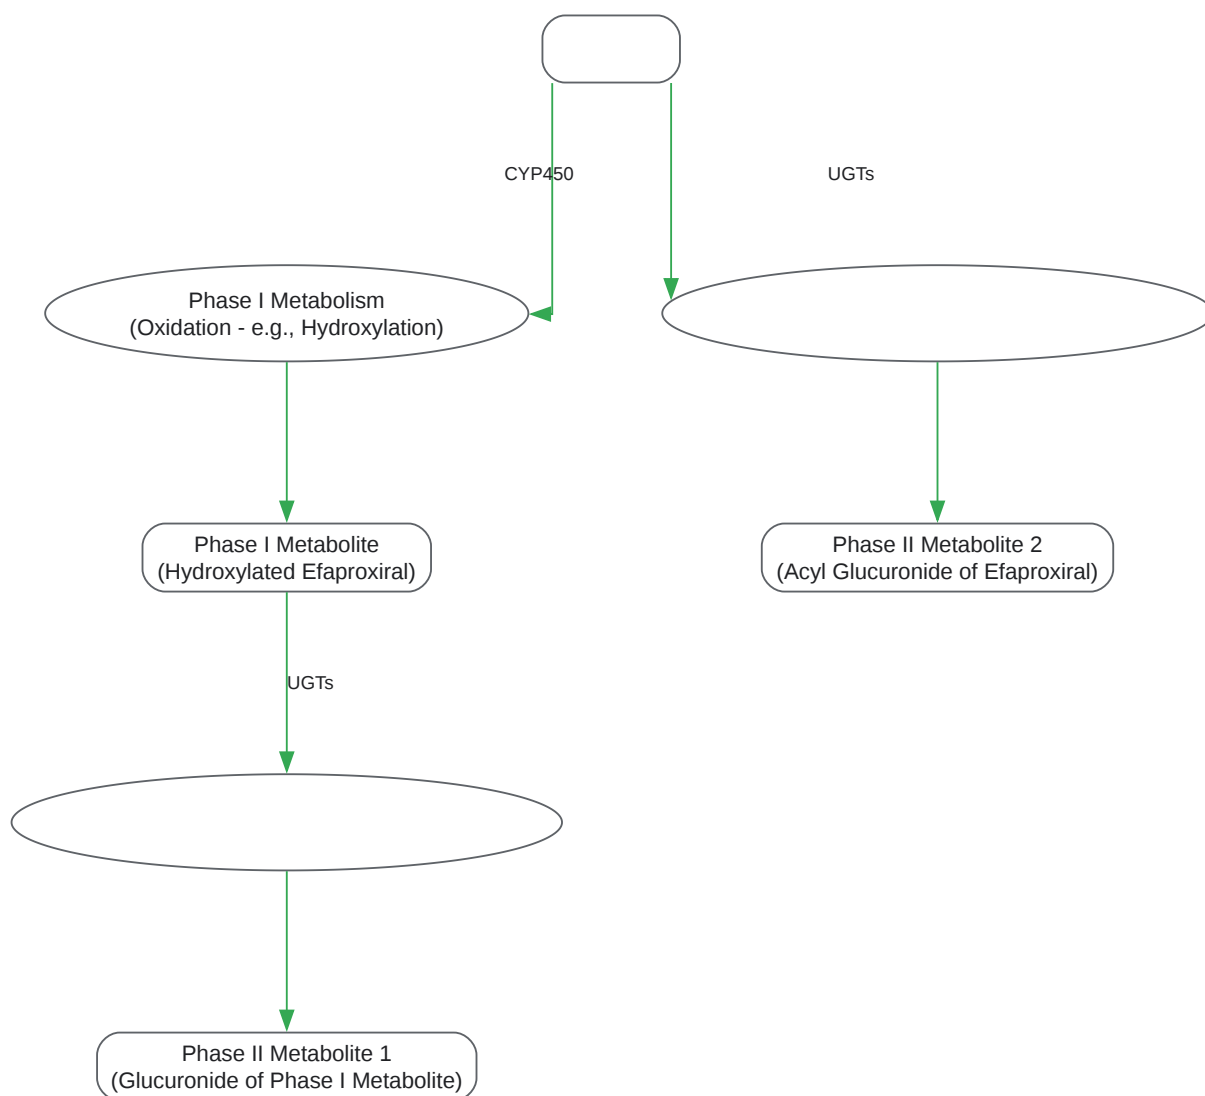 CYP450
UGTs
Phase I Metabolism
(Oxidation - e.g., Hydroxylation)
Phase I Metabolite
(Hydroxylated Efaproxiral)
Phase II Metabolite 2
(Acyl Glucuronide of Efaproxiral)
UGTs
Phase II Metabolite 1
(Glucuronide of Phase I Metabolite)